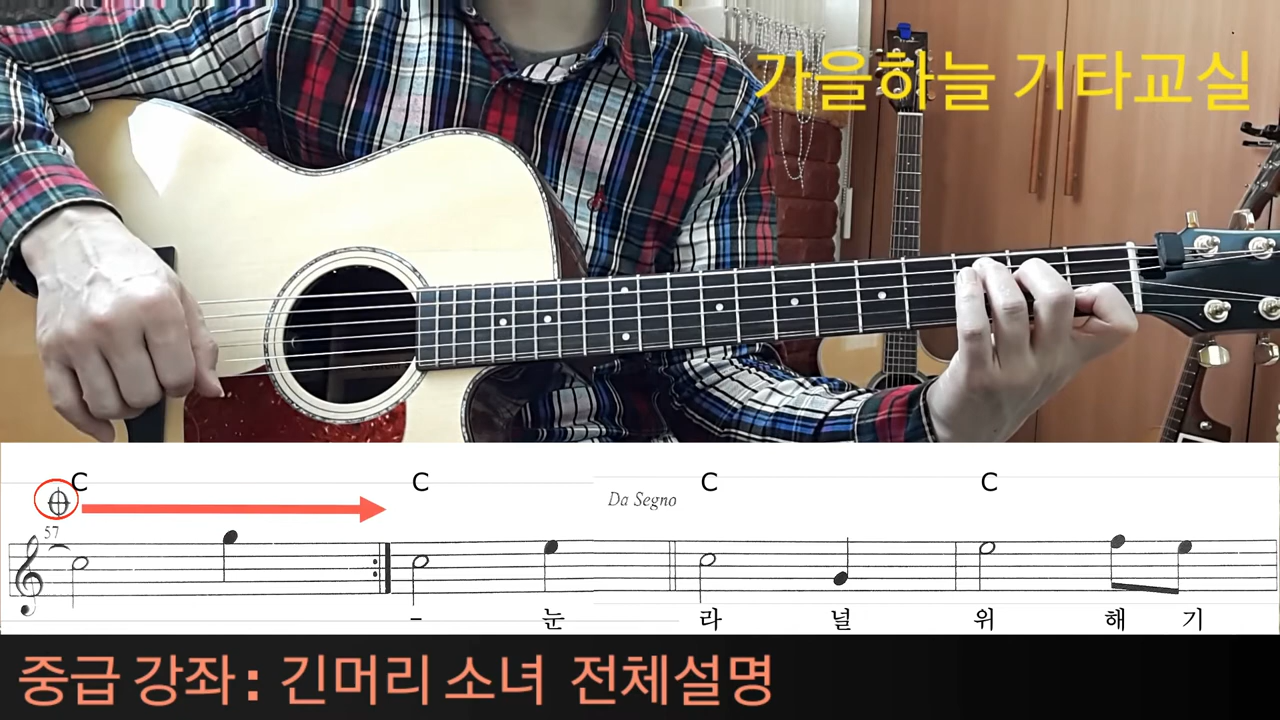 가을하늘 기타교실
C C C C
Da Segno
57
- 눈 라 널 위 해 기
중급 강좌 : 긴머리 소녀 전체설명